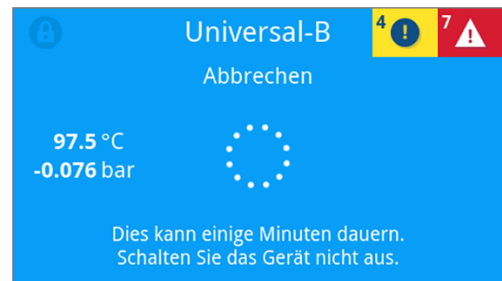 Universal-B
4
7
Abbrechen
97.5 °C
-0.076 bar
Dies kann einige Minuten dauern.
Schalten Sie das Gerät nicht aus.